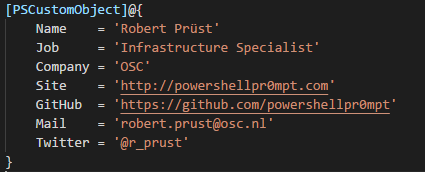 [PSCustomObject]@{
    Name    = 'Robert Prüst'
    Job     = 'Infrastructure Specialist'
    Company = 'OSC'
    Site    = 'http://powershellpr0mpt.com'
    GitHub  = 'https://github.com/powershellpr0mpt'
    Mail    = 'robert.prust@osc.nl'
    Twitter = '@r_prust'
}